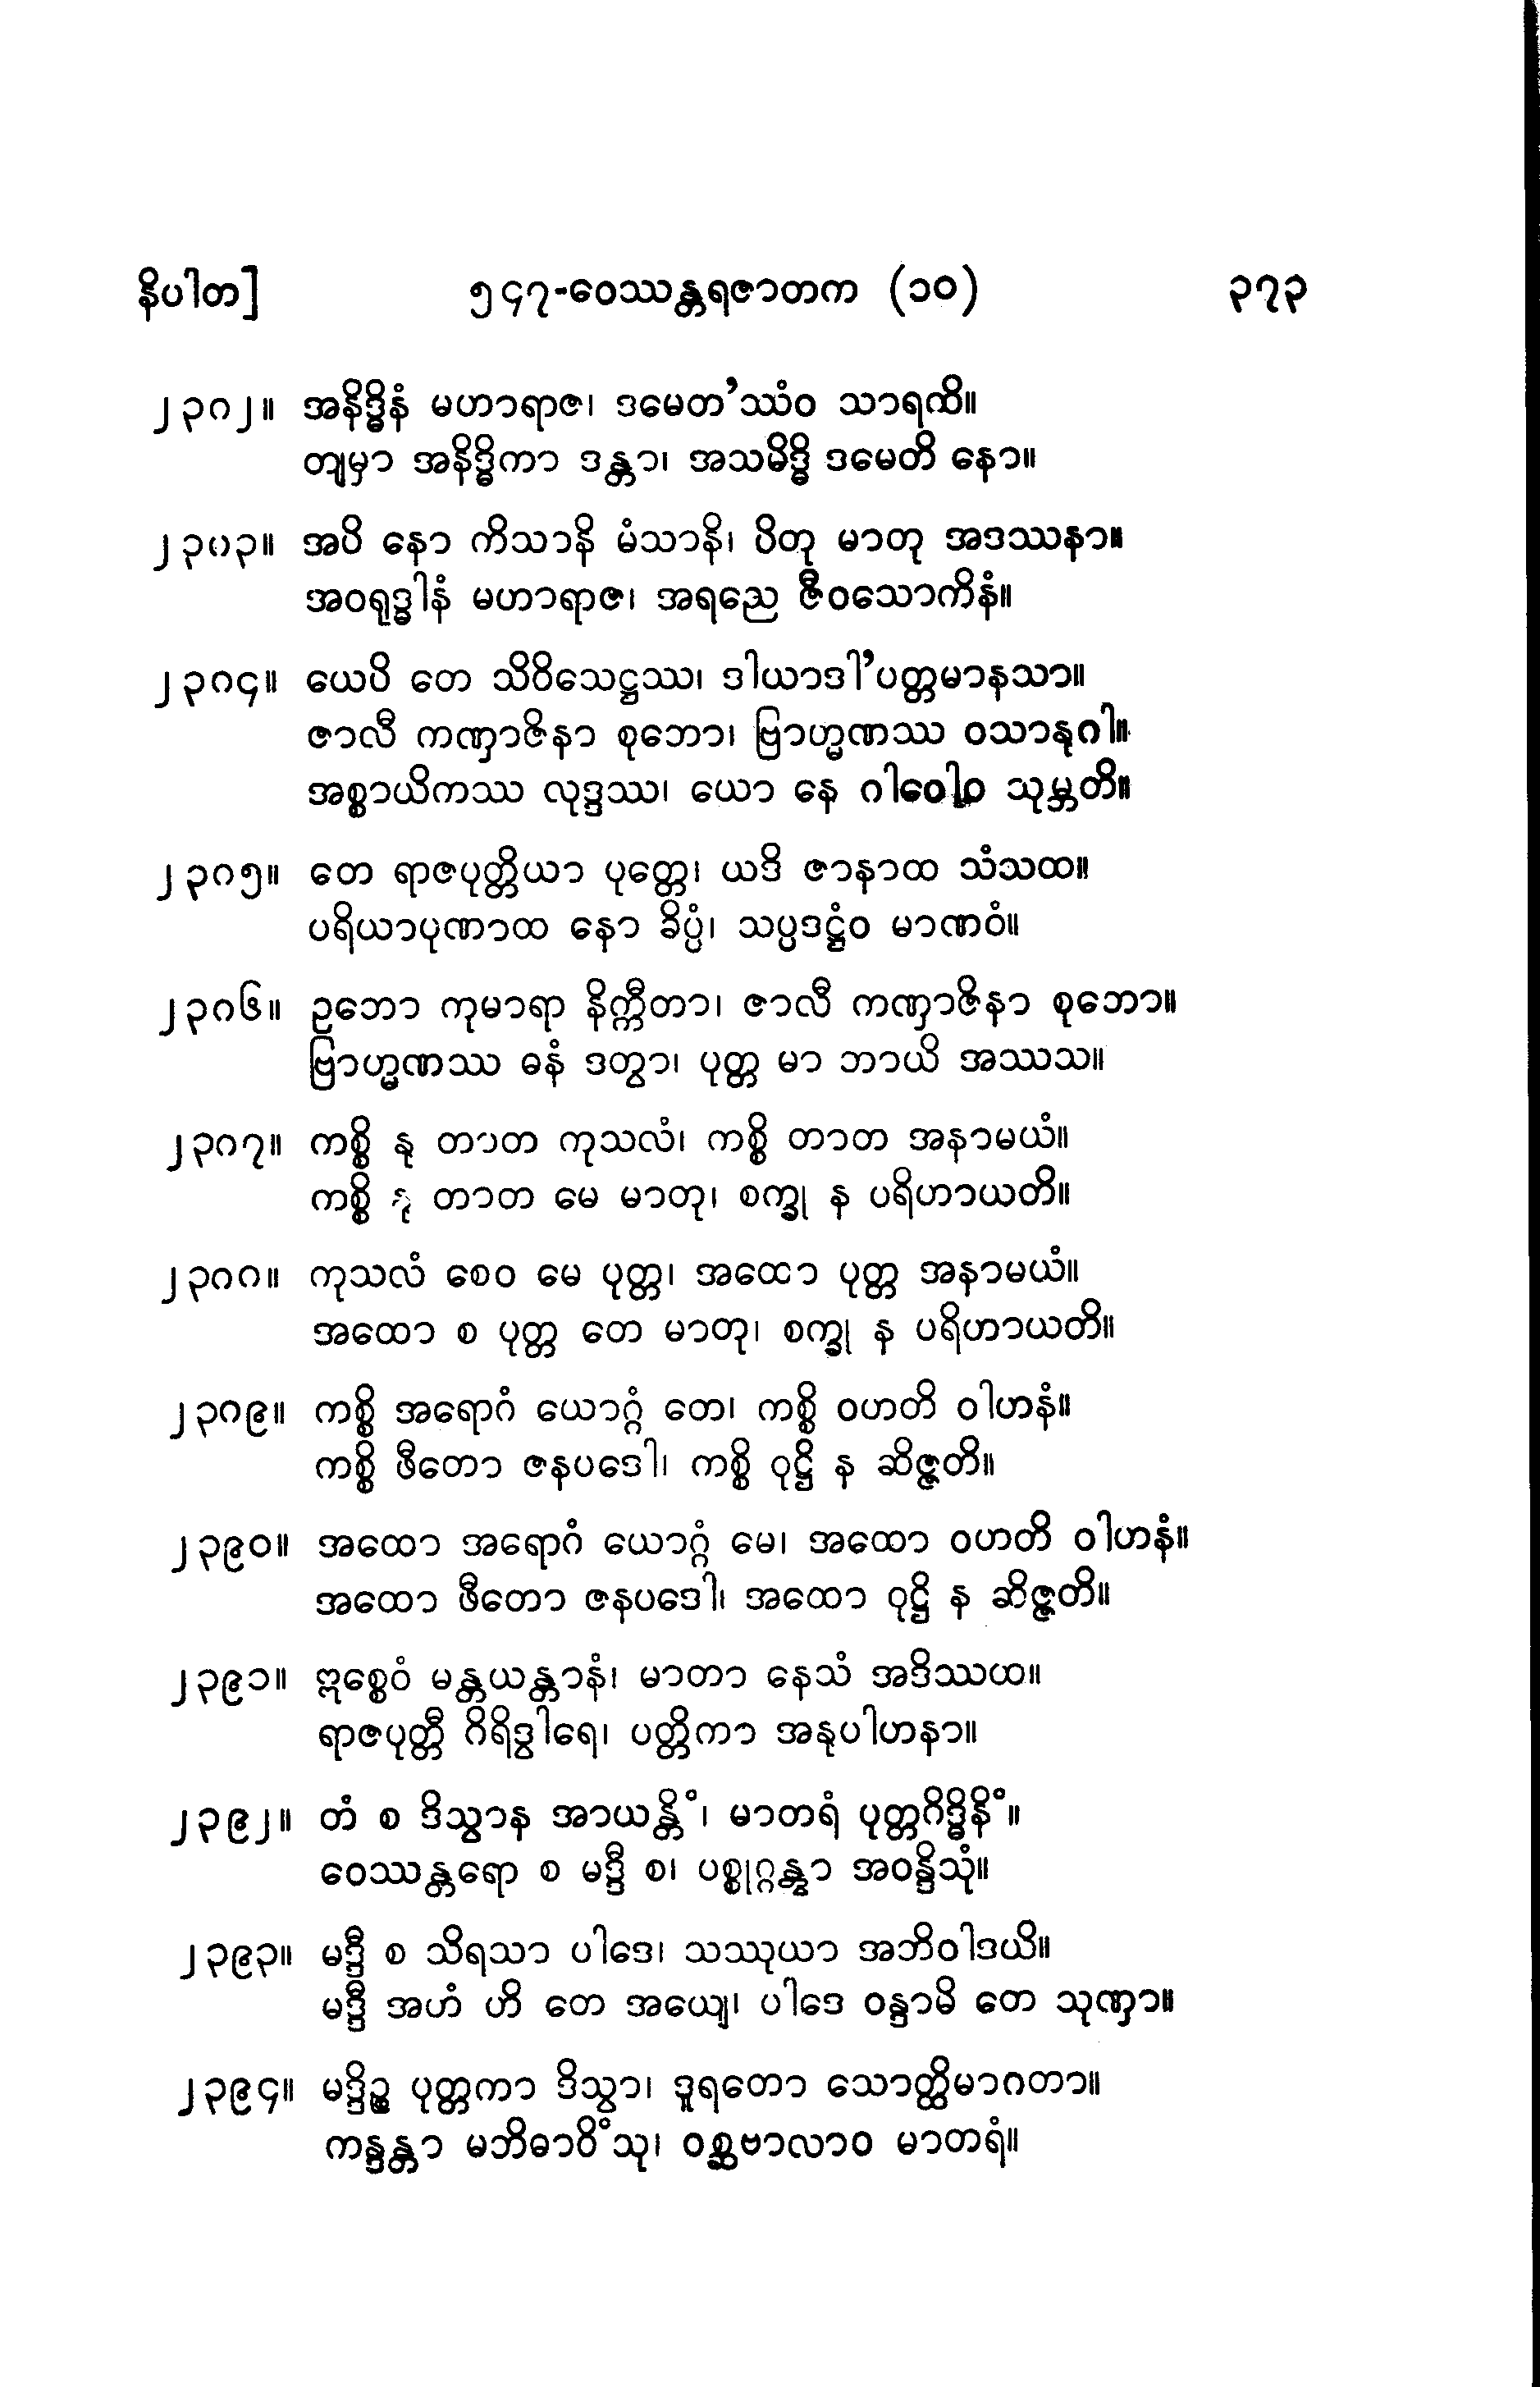 နိပါတ]  ၅၄၇-ဝေဿန္တရဇာတက (၁၀)  ၃၇၃
၂၃၈၂။ အနိဒ္ဓိနံ မဟာရာဇ၊ ဒမေတ’ဿံဝ သာရထိ။
တျမှာ အနိဒ္ဓိကာ ဒန္တာ၊ အသမိဒ္ဓိ ဒမေတိ နော။
၂၃၈၃။ အပိ နော ကိသာနိ မံသာနိ၊ ပိတု မာတု အဒဿနာ။
အဝရုဒ္ဓါနံ မဟာရာဇ၊ အရညေ ဇီဝသောကိနံ။
၂၃၈၄။ ယေပိ တေ သိဝိသေဋ္ဌဿ၊ ဒါယာဒါ’ပတ္တမာနသာ။
ဇာလီ ကဏှာဇိနာ စုဘော၊ ဗြာဟ္မဏဿ ဝသာနုဂါ။
အစ္စာယိကဿ လုဒ္ဒဿ၊ ယော နေ ဂါဝေါဝ သုမ္ဘတိ။
၂၃၈၅။ တေ ရာဇပုတ္တိယာ ပုတ္တေ၊ ယဒိ ဇာနာထ သံသထ။
ပရိယာပုဏာထ နော ခိပ္ပံ၊ သပ္ပဒဋ္ဌံဝ မာဏဝံ။
၂၃၈၆။ ဥဘော ကုမာရာ နိက္ကီတာ၊ ဇာလီ ကဏှာဇိနာ စုဘော။
ဗြာဟ္မဏဿ ဓနံ ဒတွာ၊ ပုတ္တ မာ ဘာယိ အဿသ။
၂၃၈၇။ ကစ္စိ နု တာတ ကုသလံ၊ ကစ္စိ တာတ အနာမယံ။
ကစ္စိ နု တာတ မေ မာတု၊ စက္ခု န ပရိဟာယတိ။
၂၃၈၈။ ကုသလံ စေဝ မေ ပုတ္တ၊ အထော ပုတ္တ အနာမယံ။
အထော စ ပုတ္တ တေ မာတု၊ စက္ခု န ပရိဟာယတိ။
၂၃၈၉။ ကစ္စိ အရောဂံ ယောဂ္ဂံ တေ၊ ကစ္စိ ဝဟတိ ဝါဟနံ။
ကစ္စိ ဖီတော ဇနပဒေါ၊ ကစ္စိ ဝုဋ္ဌိ န ဆိဇ္ဇတိ။
၂၃၉၀။ အထော အရောဂံ ယောဂ္ဂံ မေ၊ အထော ဝဟတိ ဝါဟနံ။
အထော ဖီတော ဇနပဒေါ၊ အထော ဝုဋ္ဌိ န ဆိဇ္ဇတိ။
၂၃၉၁။ ဣစ္စေဝံ မန္တယန္တာနံ၊ မာတာ နေသံ အဒိဿထ။
ရာဇပုတ္တီ ဂိရိဒွါရေ၊ ပတ္တိကာ အနုပါဟနာ။
၂၃၉၂။ တံ စ ဒိသွာန အာယန္တိံ၊ မာတရံ ပုတ္တဂိဒ္ဓိနိံ။
ဝေဿန္တရော စ မဒ္ဒီ စ၊ ပစ္စုဂ္ဂန္တွာ အဝန္ဒိသုံ။
၂၃၉၃။ မဒ္ဒီ စ သိရသာ ပါဒေ၊ သဿုယာ အဘိဝါဒယိ။
မဒ္ဒီ အဟံ ဟိ တေ အယျေ၊ ပါဒေ ဝန္ဒာမိ တေ သုဏှာ။
၂၃၉၄။ မဒ္ဒိဉ္စ ပုတ္တကာ ဒိသွာ၊ ဒူရတော သောတ္ထိမာဂတာ။
ကန္ဒန္တာ မဘိဓာဝိံသု၊ ဝစ္ဆဗာလာဝ မာတရံ။